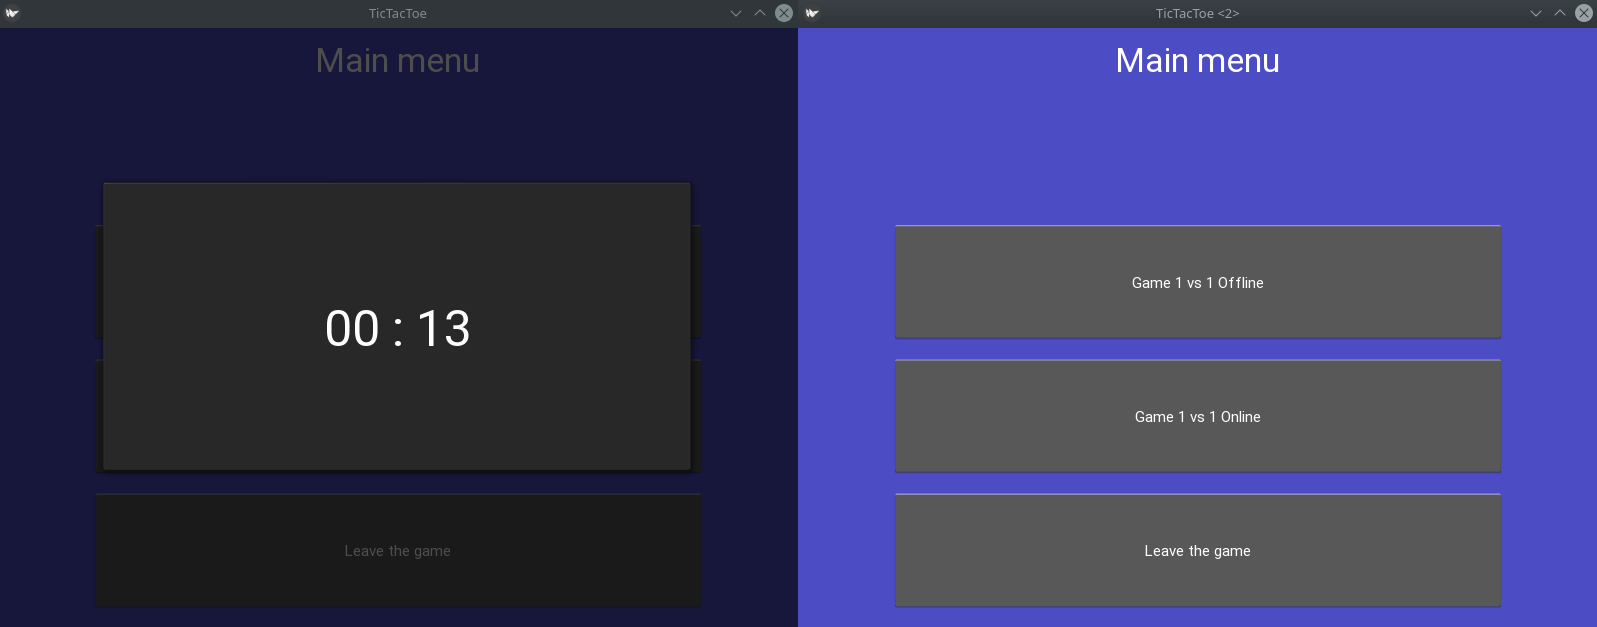 TicTacToe
Main menu
00 : 13
Leave the game
TicTacToe <2>
Main menu
Game 1 vs 1 Offline
Game 1 vs 1 Online
Leave the game